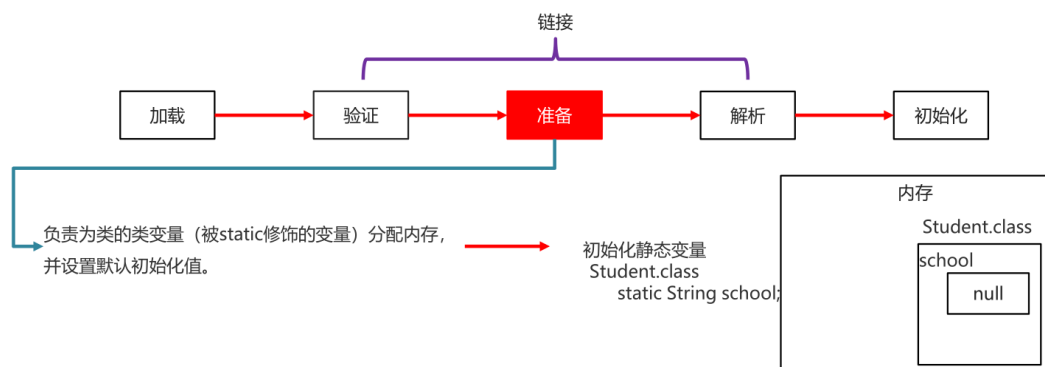 链接
加载
验证
准备
解析
初始化
负责为类的类变量（被static修饰的变量）分配内存，
并设置默认初始化值。
初始化静态变量
Student.class
static String school;
内存
Student.class
school
null